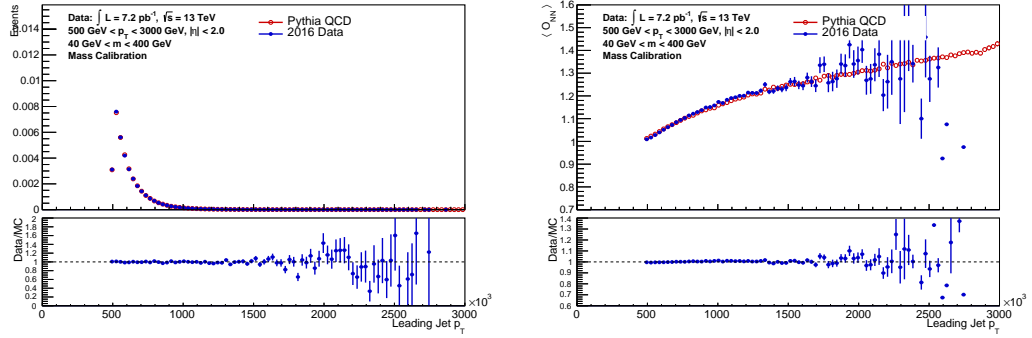 Events
Data: ∫ L = 7.2 pb⁻¹, √s = 13 TeV
500 GeV < p_T < 3000 GeV, |η| < 2.0
40 GeV < m < 400 GeV
Mass Calibration
Pythia QCD
2016 Data
0.014
0.012
0.01
0.008
0.006
0.004
0.002
0
Data/MC
2
1.8
1.6
1.4
1.2
1
0.8
0.6
0.4
0.2
0
0 500 1000 1500 2000 2500 3000
×10³
Leading Jet p_T
⟨ O_NN ⟩
Data: ∫ L = 7.2 pb⁻¹, √s = 13 TeV
500 GeV < p_T < 3000 GeV, |η| < 2.0
40 GeV < m < 400 GeV
Mass Calibration
Pythia QCD
2016 Data
1.6
1.5
1.4
1.3
1.2
1.1
1
0.9
0.8
0.7
Data/MC
1.4
1.3
1.2
1.1
1
0.9
0.8
0.7
0.6
0 500 1000 1500 2000 2500 3000
×10³
Leading Jet p_T